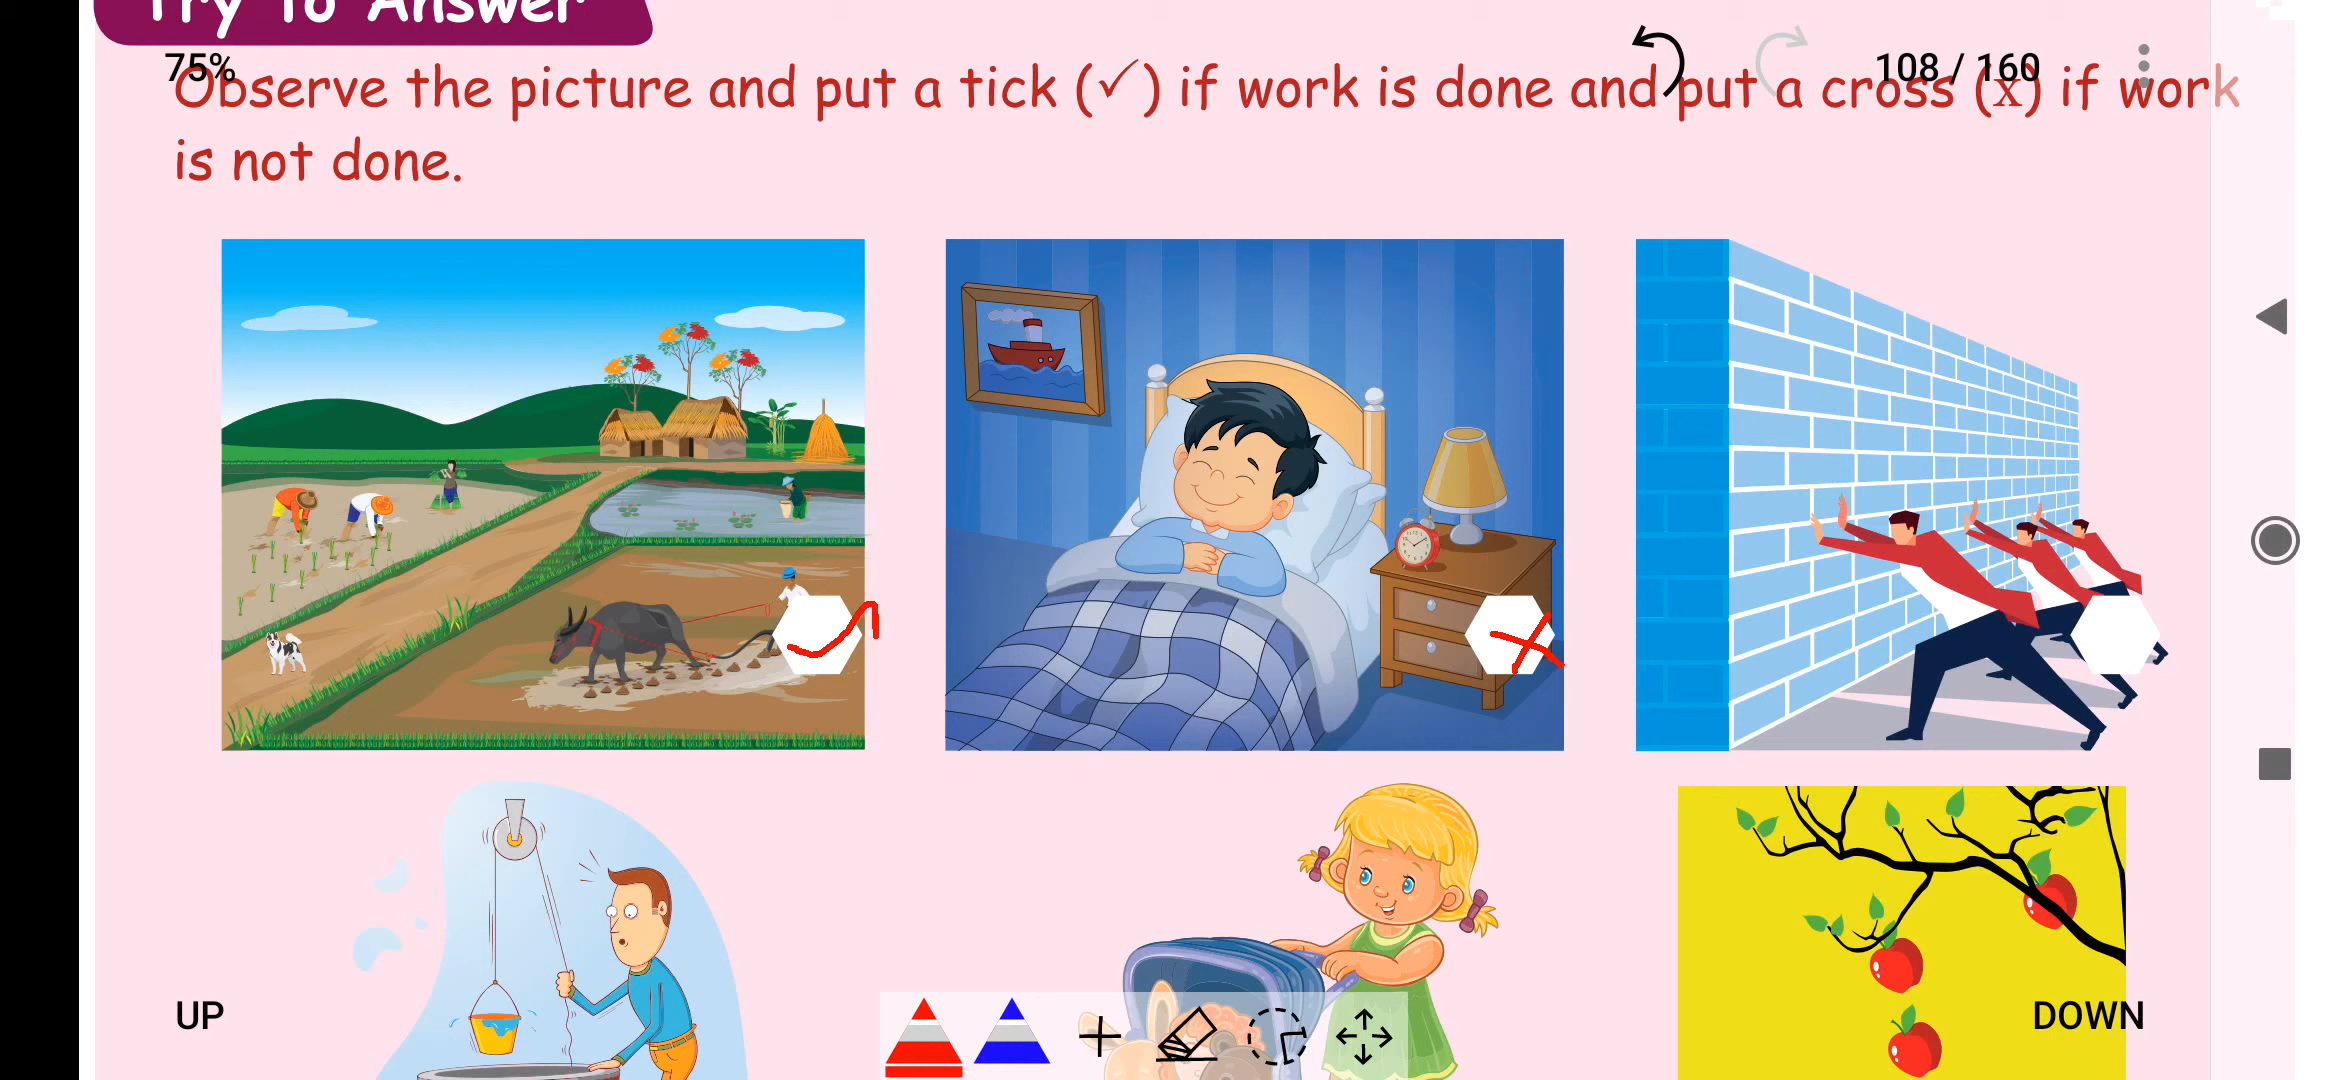 Try To Answer
75%
108 / 160
Observe the picture and put a tick (✓) if work is done and put a cross (x) if work
is not done.
UP
DOWN